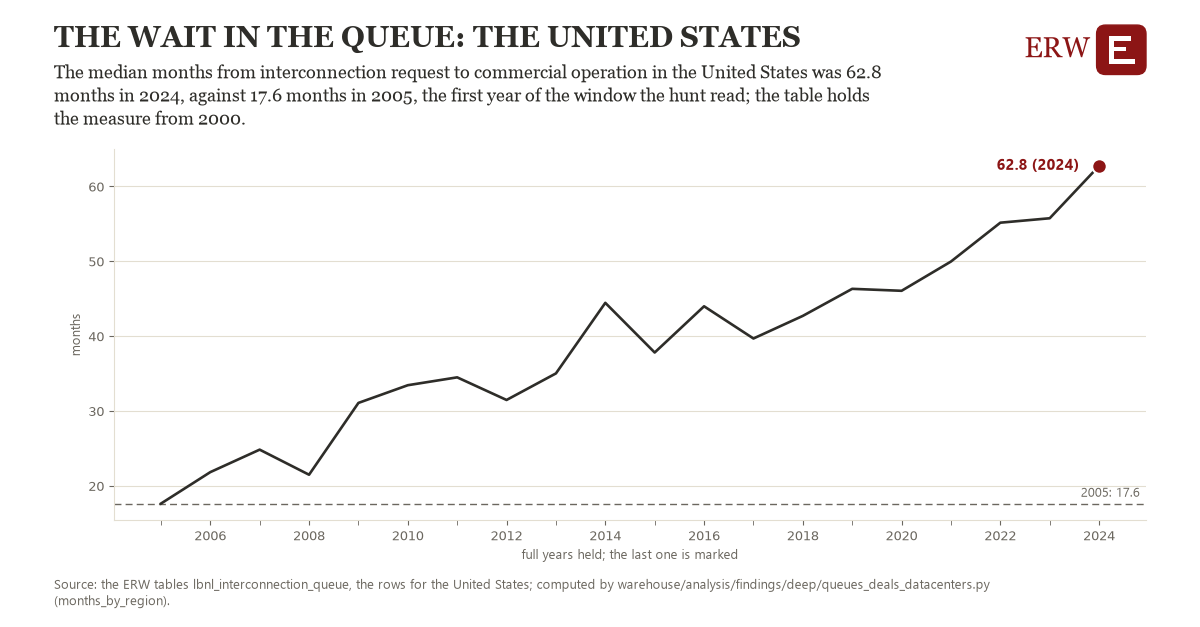 THE WAIT IN THE QUEUE: THE UNITED STATES
ERW E
The median months from interconnection request to commercial operation in the United States was 62.8
months in 2024, against 17.6 months in 2005, the first year of the window the hunt read; the table holds
the measure from 2000.
62.8 (2024)
60
50
40
30
20
months
2005: 17.6
2006 2008 2010 2012 2014 2016 2018 2020 2022 2024
full years held; the last one is marked
Source: the ERW tables lbnl_interconnection_queue, the rows for the United States; computed by warehouse/analysis/findings/deep/queues_deals_datacenters.py
(months_by_region).